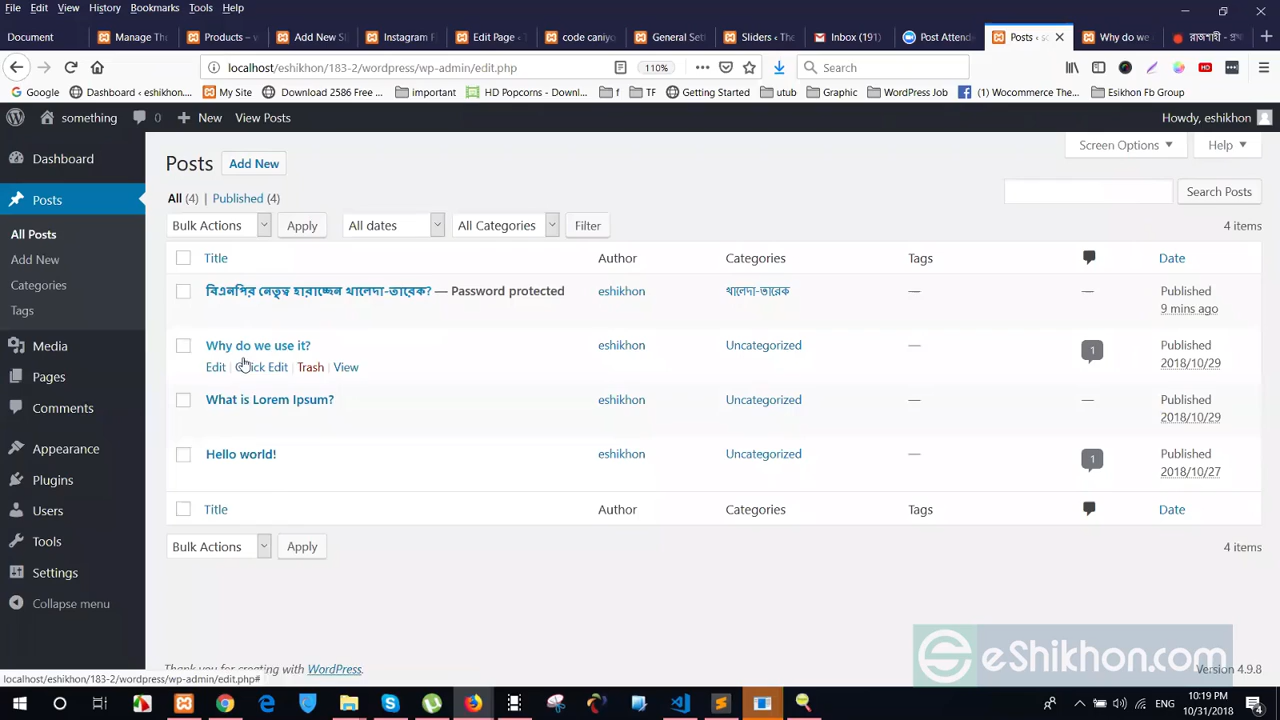 File Edit View History Bookmarks Tools Help
Document Manage The Products – w Add New Sl Instagram F Edit Page ‹ code caniyo General Set Sliders ‹ The Inbox (191) Post Attend Posts ‹ s Why do we রাজশাহী - প্রথ
localhost/eshikhon/183-2/wordpress/wp-admin/edit.php 110% Search
Google Dashboard ‹ eshikhon... My Site Download 2586 Free ... important HD Popcorns - Downl... f TF Getting Started utub Graphic WordPress Job (1) Wocommerce The... Esikhon Fb Group
something 0 New View Posts Howdy, eshikhon
Screen Options Help
Dashboard
Posts
All Posts
Add New
Categories
Tags
Media
Pages
Comments
Appearance
Plugins
Users
Tools
Settings
Collapse menu
Posts Add New
All (4) | Published (4)
Search Posts
Bulk Actions Apply All dates All Categories Filter 4 items
Title Author Categories Tags Date
বিএনপির নেতৃত্ব হারাচ্ছেন খালেদা-তারেক? — Password protected eshikhon খালেদা-তারেক — — Published
9 mins ago
Why do we use it? eshikhon Uncategorized — 1 Published
Edit | Quick Edit | Trash | View 2018/10/29
What is Lorem Ipsum? eshikhon Uncategorized — — Published
2018/10/29
Hello world! eshikhon Uncategorized — 1 Published
2018/10/27
Title Author Categories Tags Date
Bulk Actions Apply 4 items
Thank you for creating with WordPress. Version 4.9.8
eShikhon.com
localhost/eshikhon/183-2/wordpress/wp-admin/edit.php#
ENG 10:19 PM
10/31/2018 4